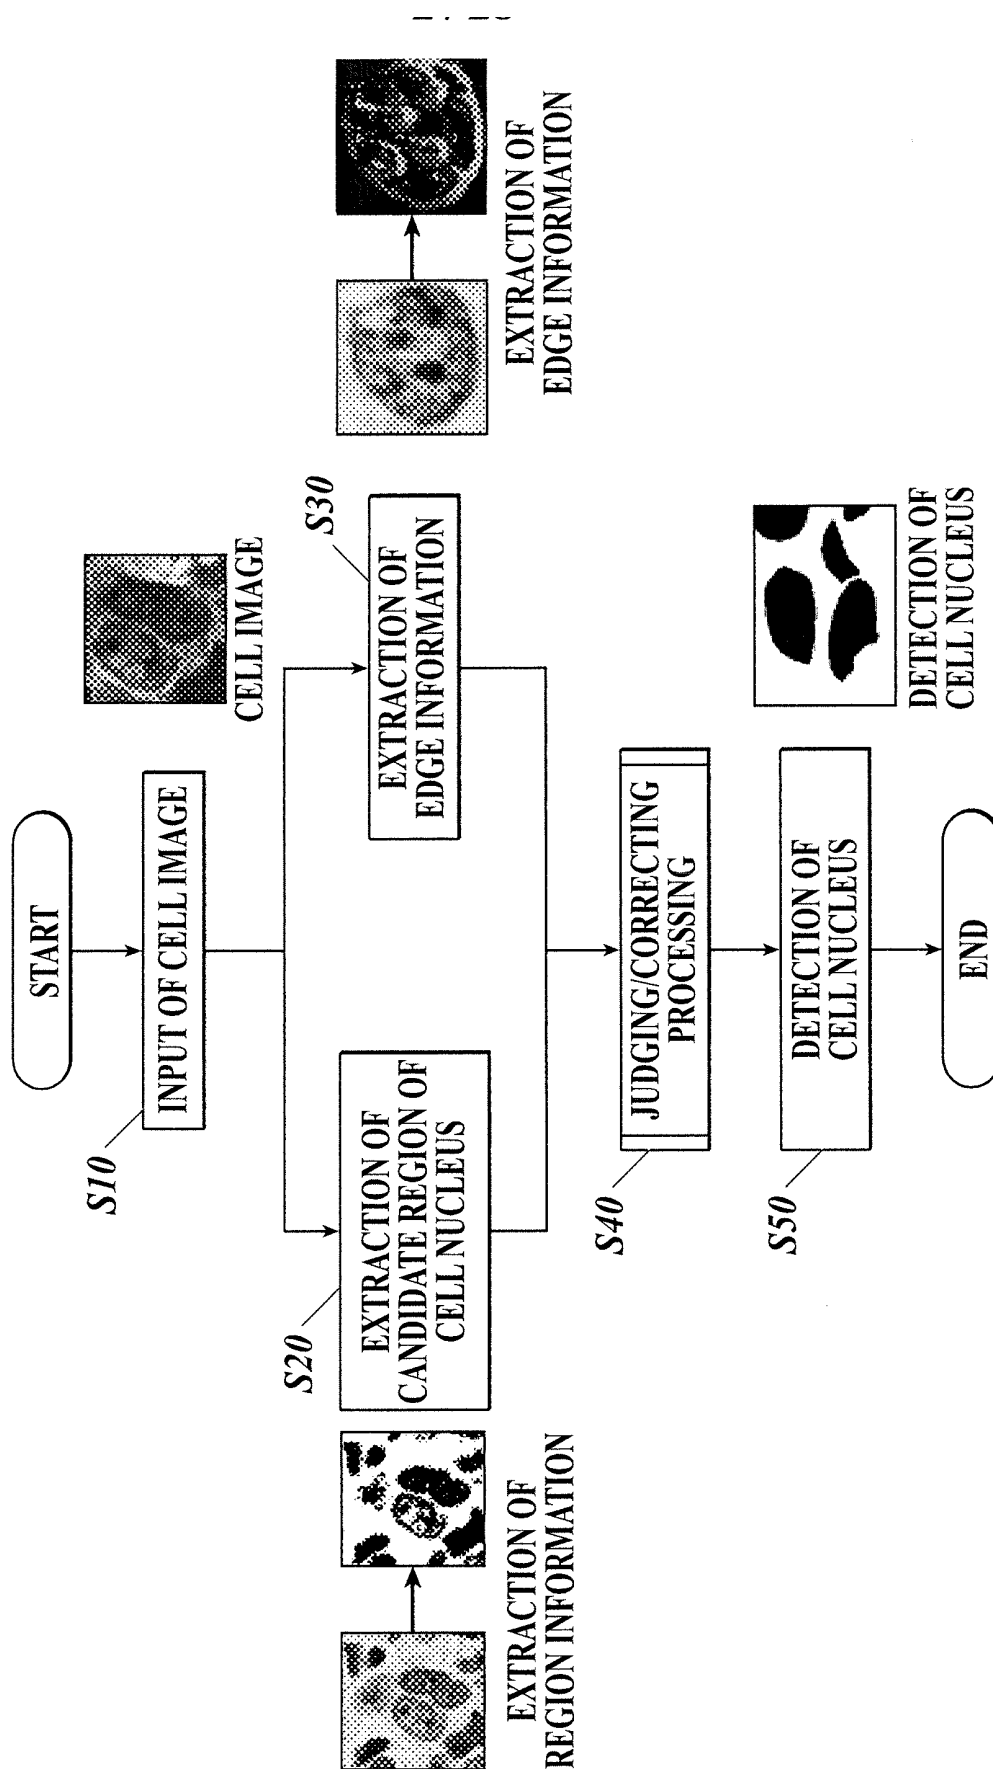 START
S10
INPUT OF CELL IMAGE
CELL IMAGE
S20
EXTRACTION OF
CANDIDATE REGION OF
CELL NUCLEUS
EXTRACTION OF
REGION INFORMATION
S30
EXTRACTION OF
EDGE INFORMATION
EXTRACTION OF
EDGE INFORMATION
S40
JUDGING/CORRECTING
PROCESSING
S50
DETECTION OF
CELL NUCLEUS
DETECTION OF
CELL NUCLEUS
END